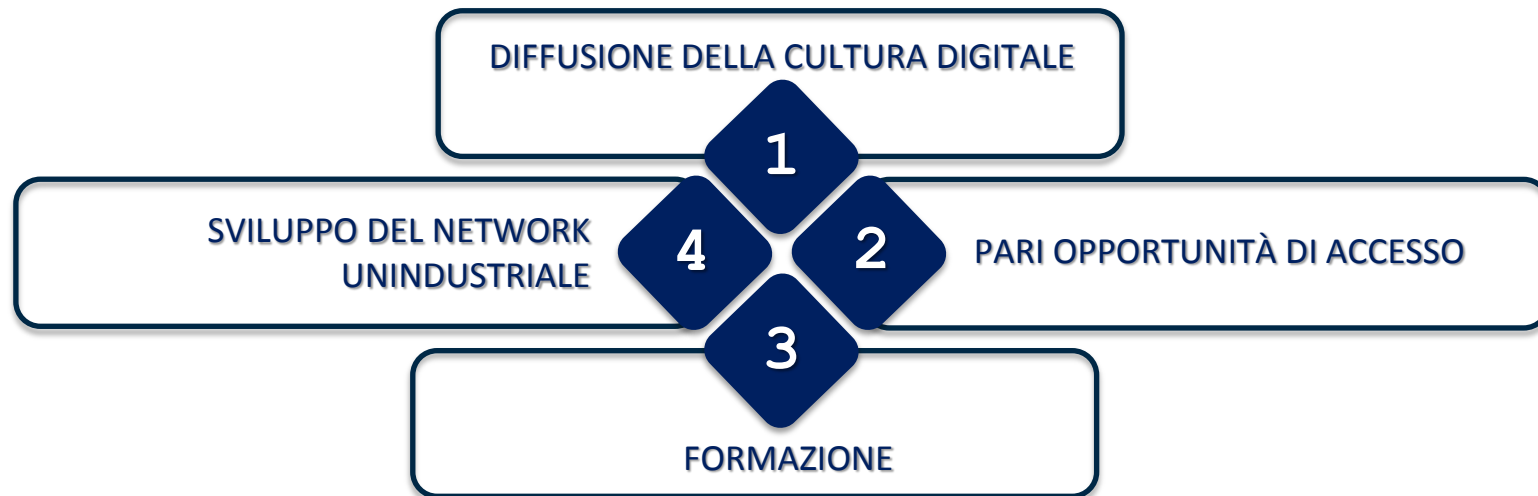 DIFFUSIONE DELLA CULTURA DIGITALE
1
SVILUPPO DEL NETWORK
UNINDUSTRIALE
4
2
PARI OPPORTUNITÀ DI ACCESSO
3
FORMAZIONE